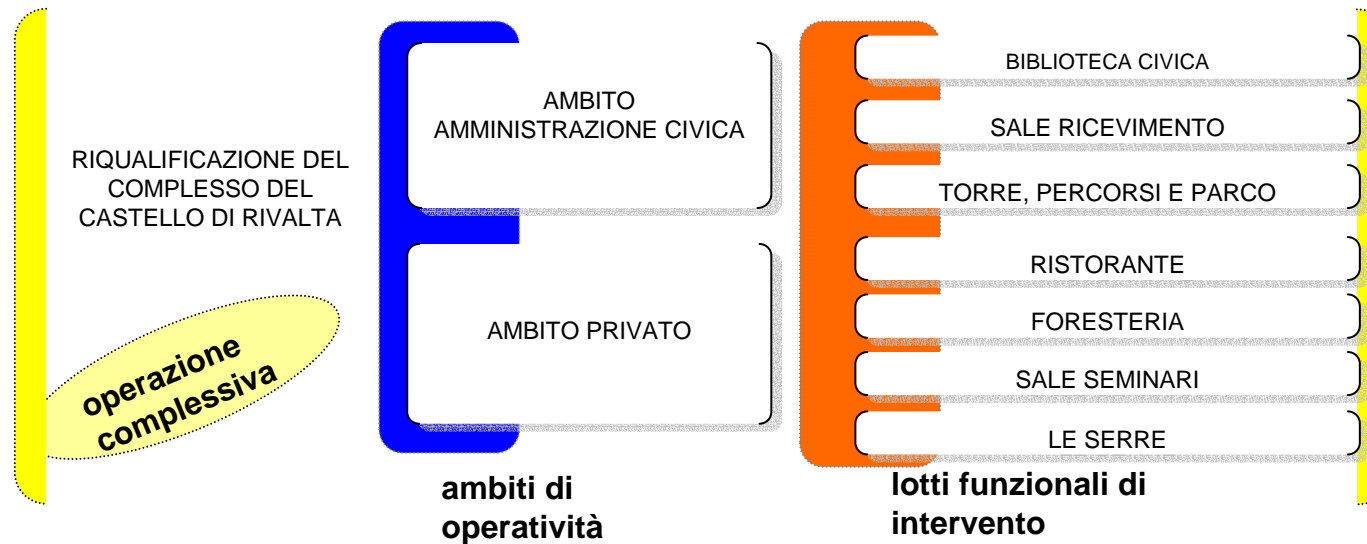 RIQUALIFICAZIONE DEL
COMPLESSO DEL
CASTELLO DI RIVALTA
operazione
complessiva
AMBITO
AMMINISTRAZIONE CIVICA
AMBITO PRIVATO
ambiti di
operatività
BIBLIOTECA CIVICA
SALE RICEVIMENTO
TORRE, PERCORSI E PARCO
RISTORANTE
FORESTERIA
SALE SEMINARI
LE SERRE
lotti funzionali di
intervento